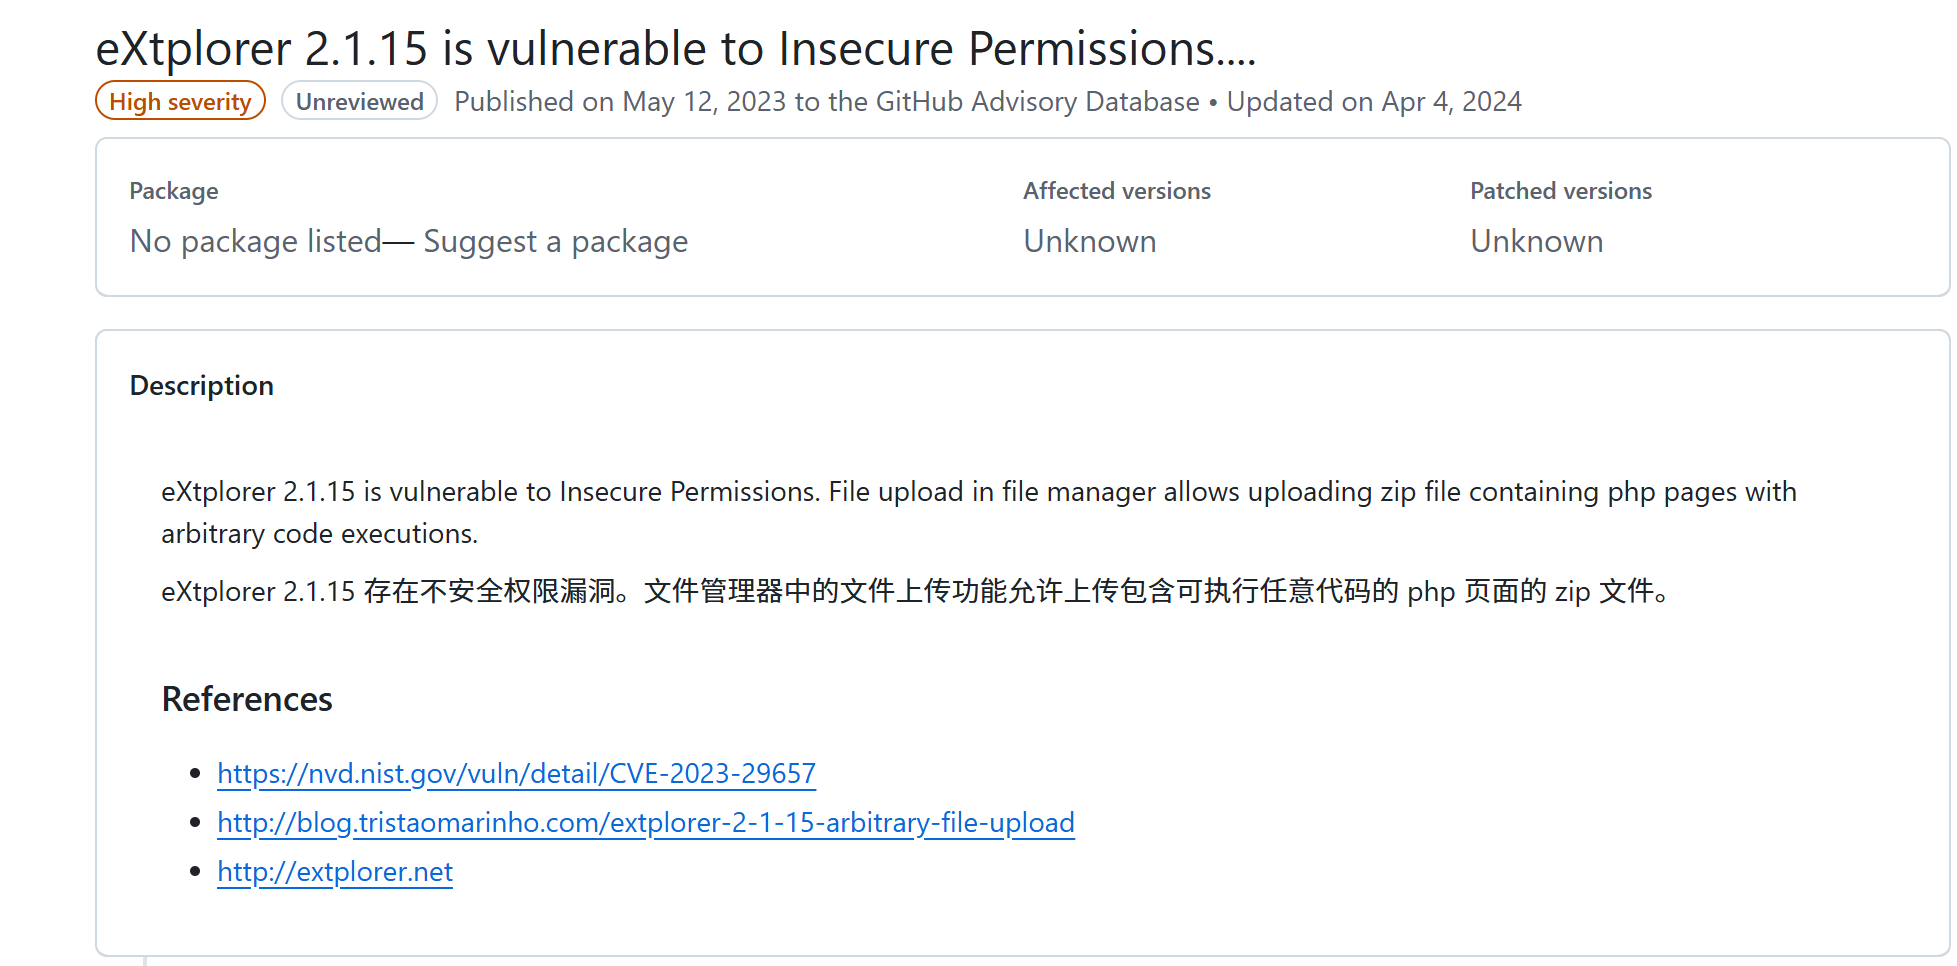 eXtplorer 2.1.15 is vulnerable to Insecure Permissions....
High severity Unreviewed Published on May 12, 2023 to the GitHub Advisory Database • Updated on Apr 4, 2024
Package Affected versions Patched versions
No package listed— Suggest a package Unknown Unknown
Description
eXtplorer 2.1.15 is vulnerable to Insecure Permissions. File upload in file manager allows uploading zip file containing php pages with
arbitrary code executions.
eXtplorer 2.1.15 存在不安全权限漏洞。文件管理器中的文件上传功能允许上传包含可执行任意代码的 php 页面的 zip 文件。
References
• https://nvd.nist.gov/vuln/detail/CVE-2023-29657
• http://blog.tristaomarinho.com/extplorer-2-1-15-arbitrary-file-upload
• http://extplorer.net